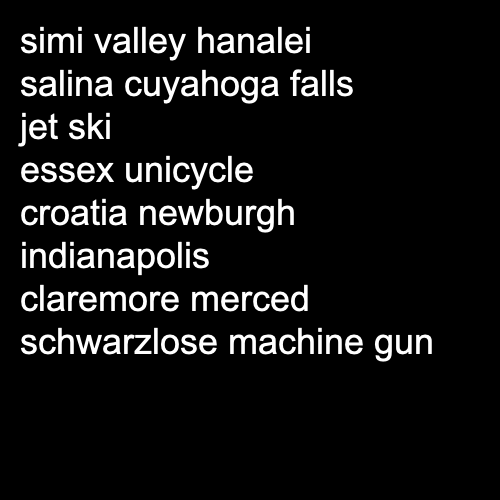 simi valley hanalei
salina cuyahoga falls
jet ski
essex unicycle
croatia newburgh
indianapolis
claremore merced
schwarzlose machine gun